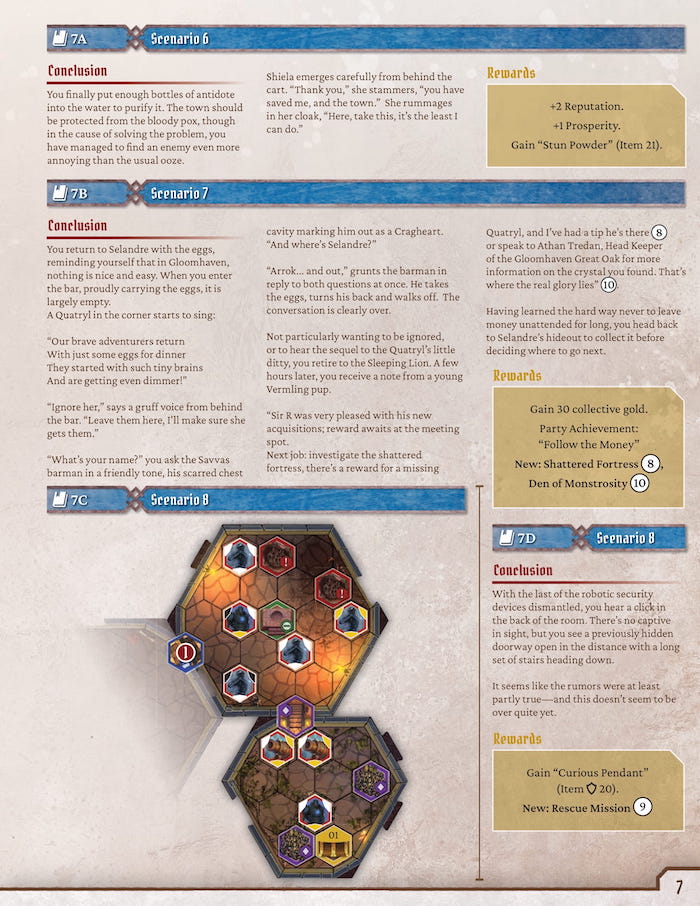 7A
Scenario 6
Conclusion
You finally put enough bottles of antidote
into the water to purify it. The town should
be protected from the bloody pox, though
in the cause of solving the problem, you
have managed to find an enemy even more
annoying than the usual ooze.
Shiela emerges carefully from behind the
cart. “Thank you,” she stammers, “you have
saved me, and the town.” She rummages
in her cloak, “Here, take this, it’s the least I
can do.”
Rewards
+2 Reputation.
+1 Prosperity.
Gain “Stun Powder” (Item 21).
7B
Scenario 7
Conclusion
You return to Selandre with the eggs,
reminding yourself that in Gloomhaven,
nothing is nice and easy. When you enter
the bar, proudly carrying the eggs, it is
largely empty.
A Quatryl in the corner starts to sing:
“Our brave adventurers return
With just some eggs for dinner
They started with such tiny brains
And are getting even dimmer!”
“Ignore her,” says a gruff voice from behind
the bar. “Leave them here, I’ll make sure she
gets them.”
“What’s your name?” you ask the Savvas
barman in a friendly tone, his scarred chest
cavity marking him out as a Cragheart.
“And where’s Selandre?”
“Arrok... and out,” grunts the barman in
reply to both questions at once. He takes
the eggs, turns his back and walks off. The
conversation is clearly over.
Not particularly wanting to be ignored,
or to hear the sequel to the Quatryl’s little
ditty, you retire to the Sleeping Lion. A few
hours later, you receive a note from a young
Vermling pup.
“Sir R was very pleased with his new
acquisitions; reward awaits at the meeting
spot.
Next job: investigate the shattered
fortress, there’s a reward for a missing
Quatryl, and I’ve had a tip he’s there 8
or speak to Athan Tredan, Head Keeper
of the Gloomhaven Great Oak for more
information on the crystal you found. That’s
where the real glory lies” 10.
Having learned the hard way never to leave
money unattended for long, you head back
to Selandre’s hideout to collect it before
deciding where to go next.
Rewards
Gain 30 collective gold.
Party Achievement:
“Follow the Money”
New: Shattered Fortress 8,
Den of Monstrosity 10
7C
Scenario 8
!
!
1
01
7D
Scenario 8
Conclusion
With the last of the robotic security
devices dismantled, you hear a click in
the back of the room. There’s no captive
in sight, but you see a previously hidden
doorway open in the distance with a long
set of stairs heading down.
It seems like the rumors were at least
partly true—and this doesn’t seem to be
over quite yet.
Rewards
Gain “Curious Pendant”
(Item 20).
New: Rescue Mission 9
7